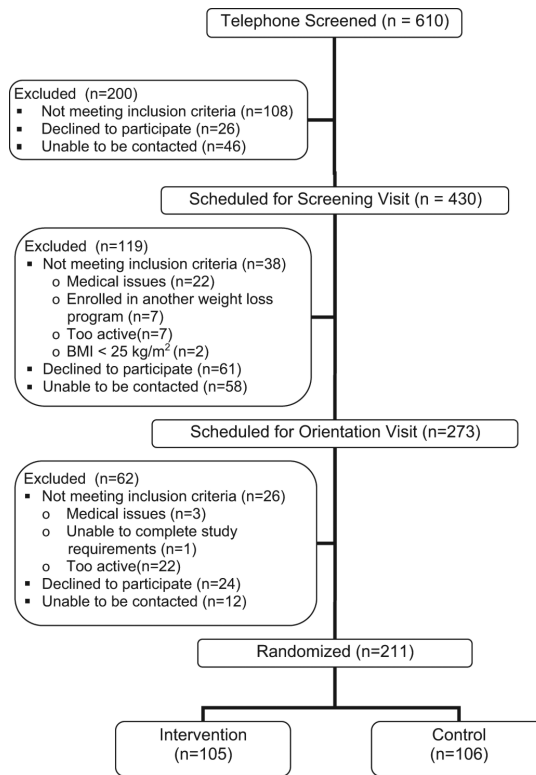 Telephone Screened (n = 610)
Excluded (n=200)
▪ Not meeting inclusion criteria (n=108)
▪ Declined to participate (n=26)
▪ Unable to be contacted (n=46)
Scheduled for Screening Visit (n = 430)
Excluded (n=119)
▪ Not meeting inclusion criteria (n=38)
o Medical issues (n=22)
o Enrolled in another weight loss
program (n=7)
o Too active(n=7)
o BMI < 25 kg/m² (n=2)
▪ Declined to participate (n=61)
▪ Unable to be contacted (n=58)
Scheduled for Orientation Visit (n=273)
Excluded (n=62)
▪ Not meeting inclusion criteria (n=26)
o Medical issues (n=3)
o Unable to complete study
requirements (n=1)
o Too active(n=22)
▪ Declined to participate (n=24)
▪ Unable to be contacted (n=12)
Randomized (n=211)
Intervention
(n=105)
Control
(n=106)